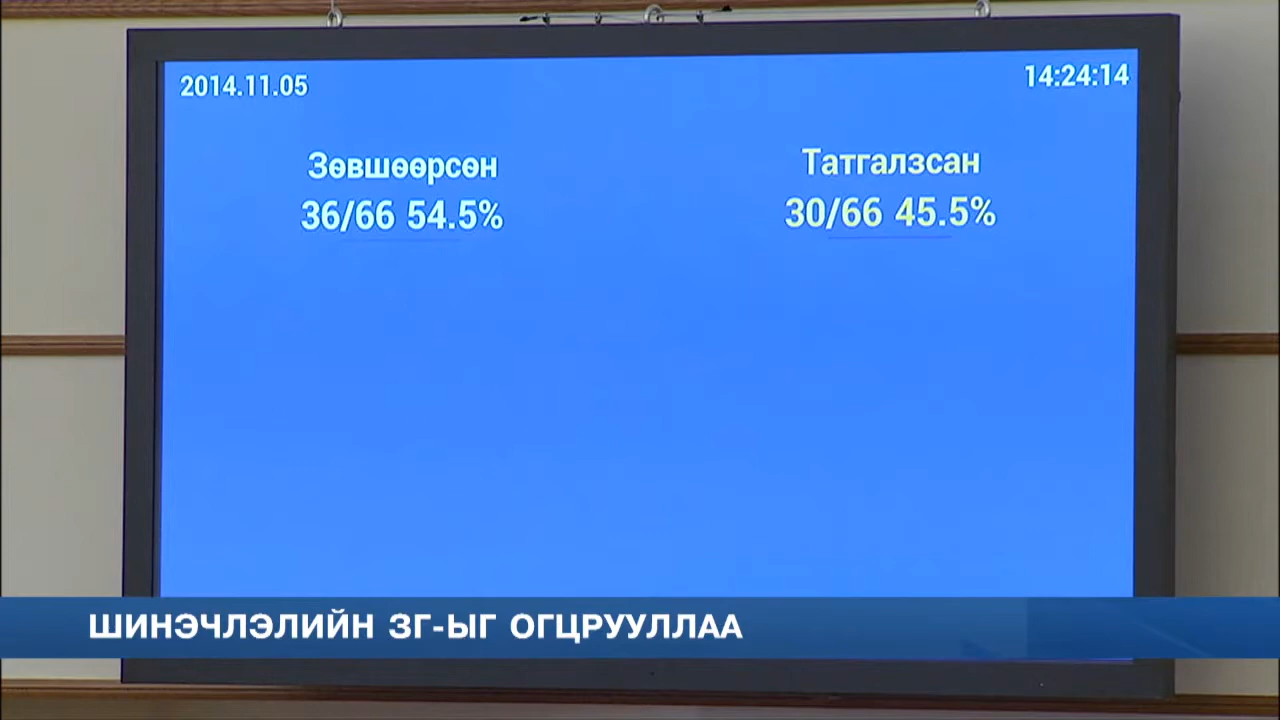 2014.11.05
14:24:14
Зөвшөөрсөн
36/66 54.5%
Татгалзсан
30/66 45.5%
ШИНЭЧЛЭЛИЙН ЗГ-ЫГ ОГЦРУУЛЛАА